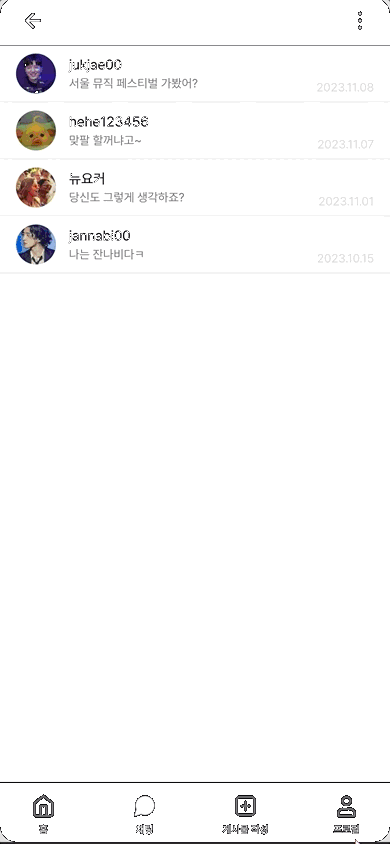 jukjae00
서울 뮤직 페스티벌 가봤어?
2023.11.08
hehe123456
맞팔 할꺼냐고~
2023.11.07
뉴요커
당신도 그렇게 생각하죠?
2023.11.01
jannabi00
나는 잔나비다ㅋ
2023.10.15
홈
채팅
게시물 작성
프로필